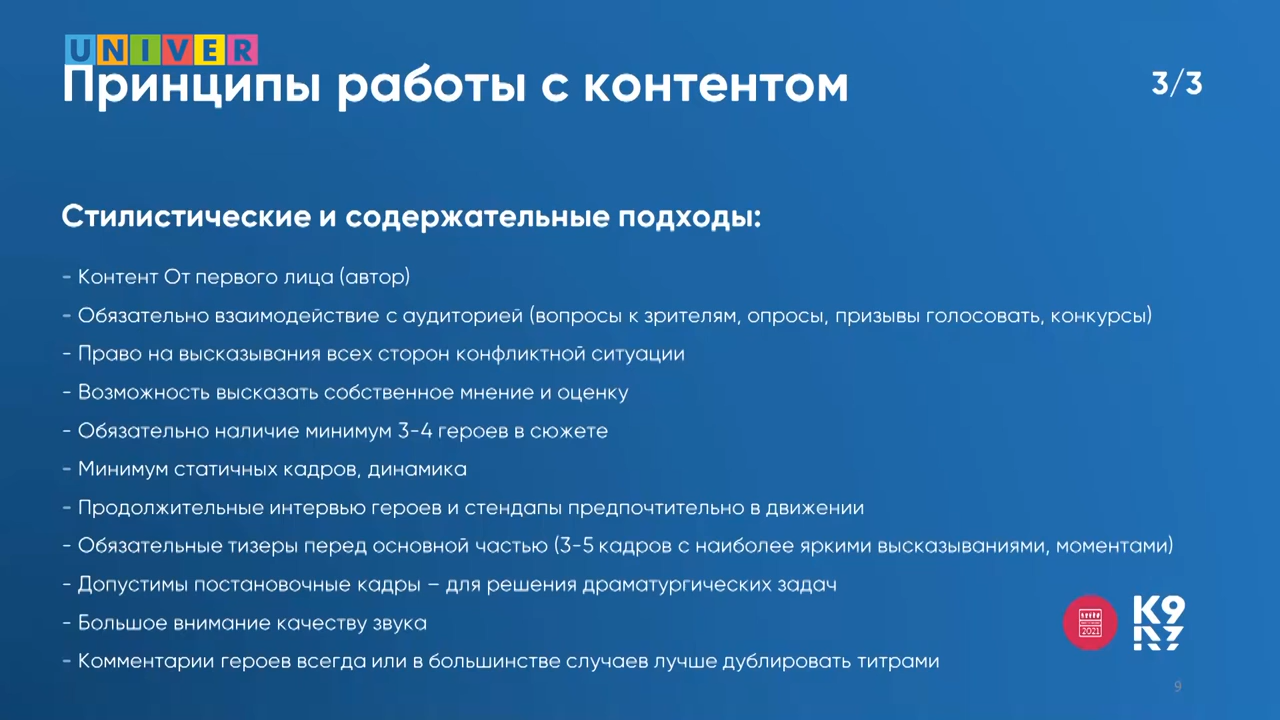 UNIVER
Принципы работы с контентом
3/3
Стилистические и содержательные подходы:
- Контент От первого лица (автор)
- Обязательно взаимодействие с аудиторией (вопросы к зрителям, опросы, призывы голосовать, конкурсы)
- Право на высказывания всех сторон конфликтной ситуации
- Возможность высказать собственное мнение и оценку
- Обязательно наличие минимум 3-4 героев в сюжете
- Минимум статичных кадров, динамика
- Продолжительные интервью героев и стендапы предпочтительно в движении
- Обязательные тизеры перед основной частью (3-5 кадров с наиболее яркими высказываниями, моментами)
- Допустимы постановочные кадры – для решения драматургических задач
- Большое внимание качеству звука
- Комментарии героев всегда или в большинстве случаев лучше дублировать титрами
2021
К9
9